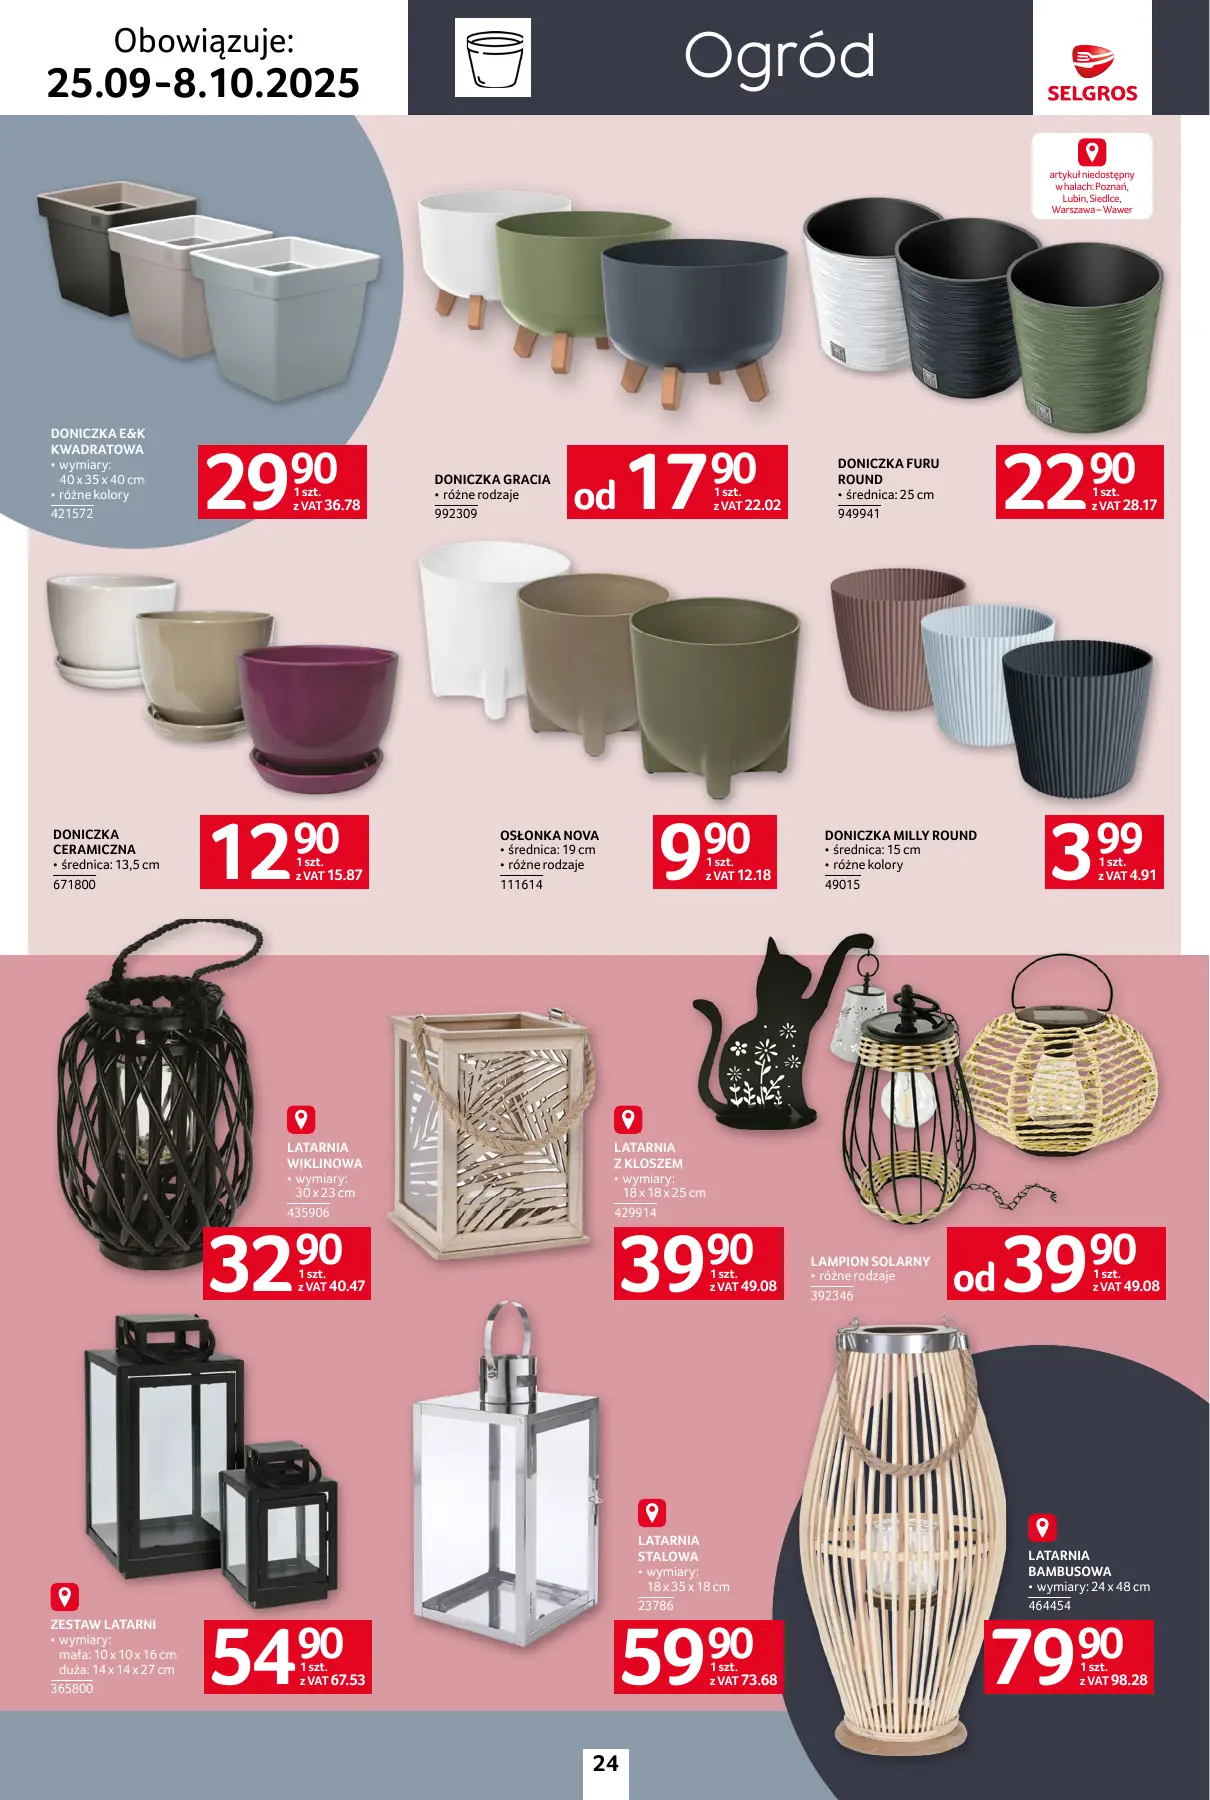 Obowiązuje:
25.09-8.10.2025
Ogród
SELGROS
artykuł niedostępny
w halach: Poznań,
Lubin, Siedlce,
Warszawa – Wawer
DONICZKA E&K
KWADRATOWA
• wymiary:
40 x 35 x 40 cm
• różne kolory
421572
29 90
1 szt.
z VAT 36.78
DONICZKA GRACIA
• różne rodzaje
992309
od 17 90
1 szt.
z VAT 22.02
DONICZKA FURU
ROUND
• średnica: 25 cm
949941
22 90
1 szt.
z VAT 28.17
DONICZKA
CERAMICZNA
• średnica: 13,5 cm
671800
12 90
1 szt.
z VAT 15.87
OSŁONKA NOVA
• średnica: 19 cm
• różne rodzaje
111614
9 90
1 szt.
z VAT 12.18
DONICZKA MILLY ROUND
• średnica: 15 cm
• różne kolory
49015
3 99
1 szt.
z VAT 4.91
LATARNIA
WIKLINOWA
• wymiary:
30 x 23 cm
435906
32 90
1 szt.
z VAT 40.47
LATARNIA
Z KLOSZEM
• wymiary:
18 x 18 x 25 cm
429914
39 90
1 szt.
z VAT 49.08
LAMPION SOLARNY
• różne rodzaje
392346
od 39 90
1 szt.
z VAT 49.08
ZESTAW LATARNI
• wymiary:
mała: 10 x 10 x 16 cm
duża: 14 x 14 x 27 cm
365800
54 90
1 szt.
z VAT 67.53
LATARNIA
STALOWA
• wymiary:
18 x 35 x 18 cm
23786
59 90
1 szt.
z VAT 73.68
LATARNIA
BAMBUSOWA
• wymiary: 24 x 48 cm
464454
79 90
1 szt.
z VAT 98.28
24